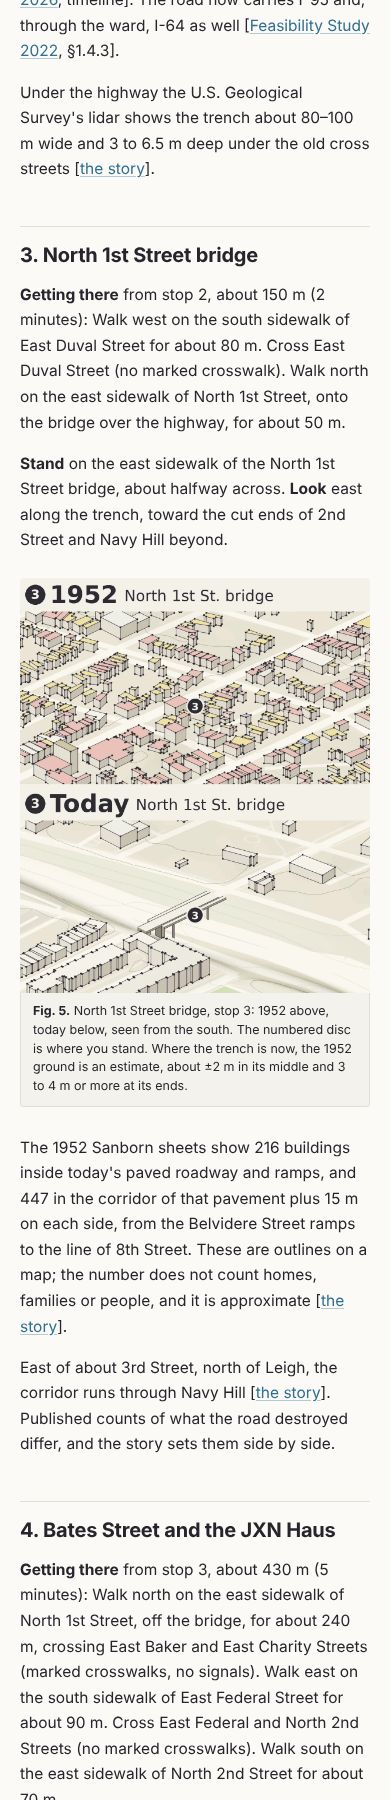 2026, timeline]. The road now carries I-95 and,
through the ward, I-64 as well [Feasibility Study
2022, §1.4.3].
Under the highway the U.S. Geological
Survey's lidar shows the trench about 80–100
m wide and 3 to 6.5 m deep under the old cross
streets [the story].
3. North 1st Street bridge
Getting there from stop 2, about 150 m (2
minutes): Walk west on the south sidewalk of
East Duval Street for about 80 m. Cross East
Duval Street (no marked crosswalk). Walk north
on the east sidewalk of North 1st Street, onto
the bridge over the highway, for about 50 m.
Stand on the east sidewalk of the North 1st
Street bridge, about halfway across. Look east
along the trench, toward the cut ends of 2nd
Street and Navy Hill beyond.
3 1952 North 1st St. bridge
3
3 Today North 1st St. bridge
3
Fig. 5. North 1st Street bridge, stop 3: 1952 above,
today below, seen from the south. The numbered disc
is where you stand. Where the trench is now, the 1952
ground is an estimate, about ±2 m in its middle and 3
to 4 m or more at its ends.
The 1952 Sanborn sheets show 216 buildings
inside today's paved roadway and ramps, and
447 in the corridor of that pavement plus 15 m
on each side, from the Belvidere Street ramps
to the line of 8th Street. These are outlines on a
map; the number does not count homes,
families or people, and it is approximate [the
story].
East of about 3rd Street, north of Leigh, the
corridor runs through Navy Hill [the story].
Published counts of what the road destroyed
differ, and the story sets them side by side.
4. Bates Street and the JXN Haus
Getting there from stop 3, about 430 m (5
minutes): Walk north on the east sidewalk of
North 1st Street, off the bridge, for about 240
m, crossing East Baker and East Charity Streets
(marked crosswalks, no signals). Walk east on
the south sidewalk of East Federal Street for
about 90 m. Cross East Federal and North 2nd
Streets (no marked crosswalks). Walk south on
the east sidewalk of North 2nd Street for about
70 m